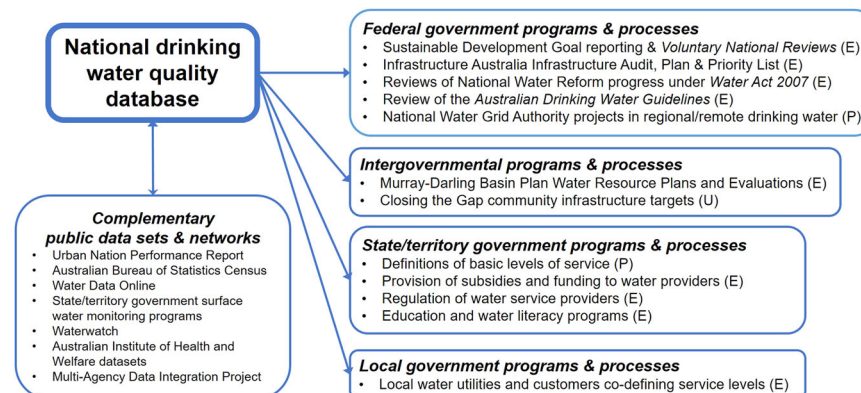 National drinking
water quality
database
Federal government programs & processes
• Sustainable Development Goal reporting & Voluntary National Reviews (E)
• Infrastructure Australia Infrastructure Audit, Plan & Priority List (E)
• Reviews of National Water Reform progress under Water Act 2007 (E)
• Review of the Australian Drinking Water Guidelines (E)
• National Water Grid Authority projects in regional/remote drinking water (P)
Intergovernmental programs & processes
• Murray-Darling Basin Plan Water Resource Plans and Evaluations (E)
• Closing the Gap community infrastructure targets (U)
Complementary
public data sets & networks
• Urban Nation Performance Report
• Australian Bureau of Statistics Census
• Water Data Online
• State/territory government surface
water monitoring programs
• Waterwatch
• Australian Institute of Health and
Welfare datasets
• Multi-Agency Data Integration Project
State/territory government programs & processes
• Definitions of basic levels of service (P)
• Provision of subsidies and funding to water providers (E)
• Regulation of water service providers (E)
• Education and water literacy programs (E)
Local government programs & processes
• Local water utilities and customers co-defining service levels (E)